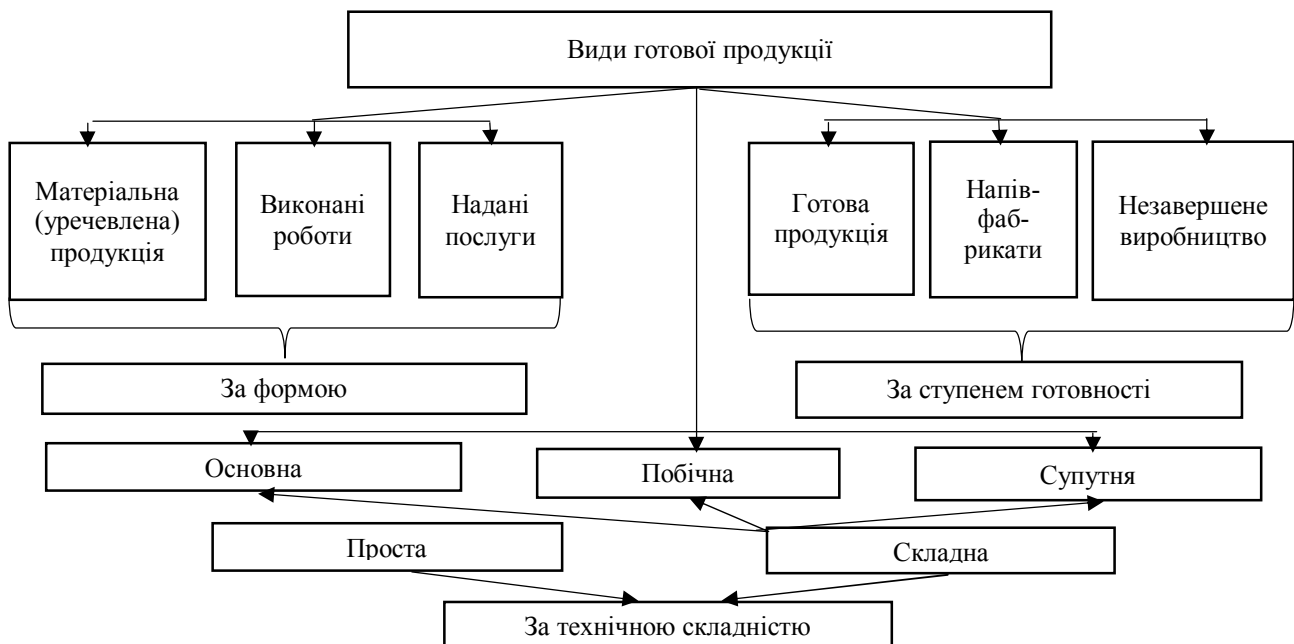 Види готової продукції
Матеріальна
(уречевлена)
продукція
Виконані
роботи
Надані
послуги
Готова
продукція
Напів-
фаб-
рикати
Незавершене
виробництво
За формою
За ступенем готовності
Основна
Побічна
Супутня
Проста
Складна
За технічною складністю